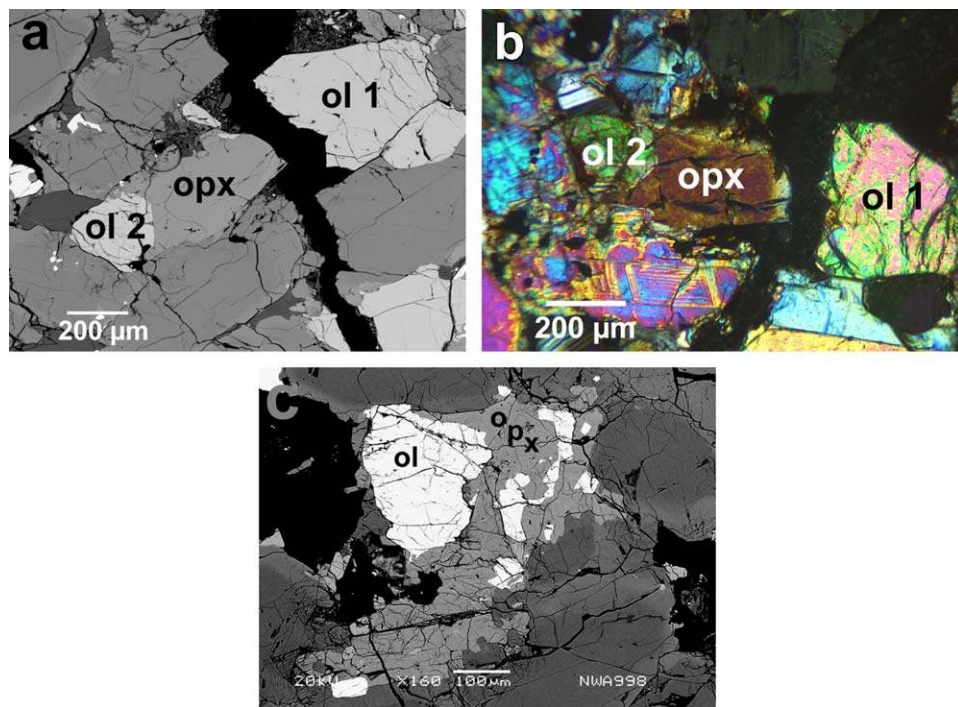 a
ol 1
opx
ol 2
200 µm
b
ol 2
opx
ol 1
200 µm
c
ol
opx
20kV X160 100µm NWA998